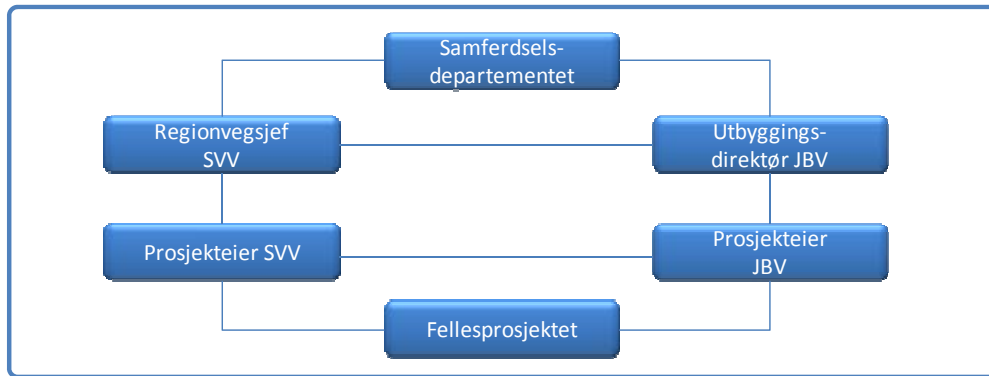 Samferdsels-
departementet
Regionvegsjef
SVV
Utbyggings-
direktør JBV
Prosjekteier SVV
Prosjekteier
JBV
Fellesprosjektet